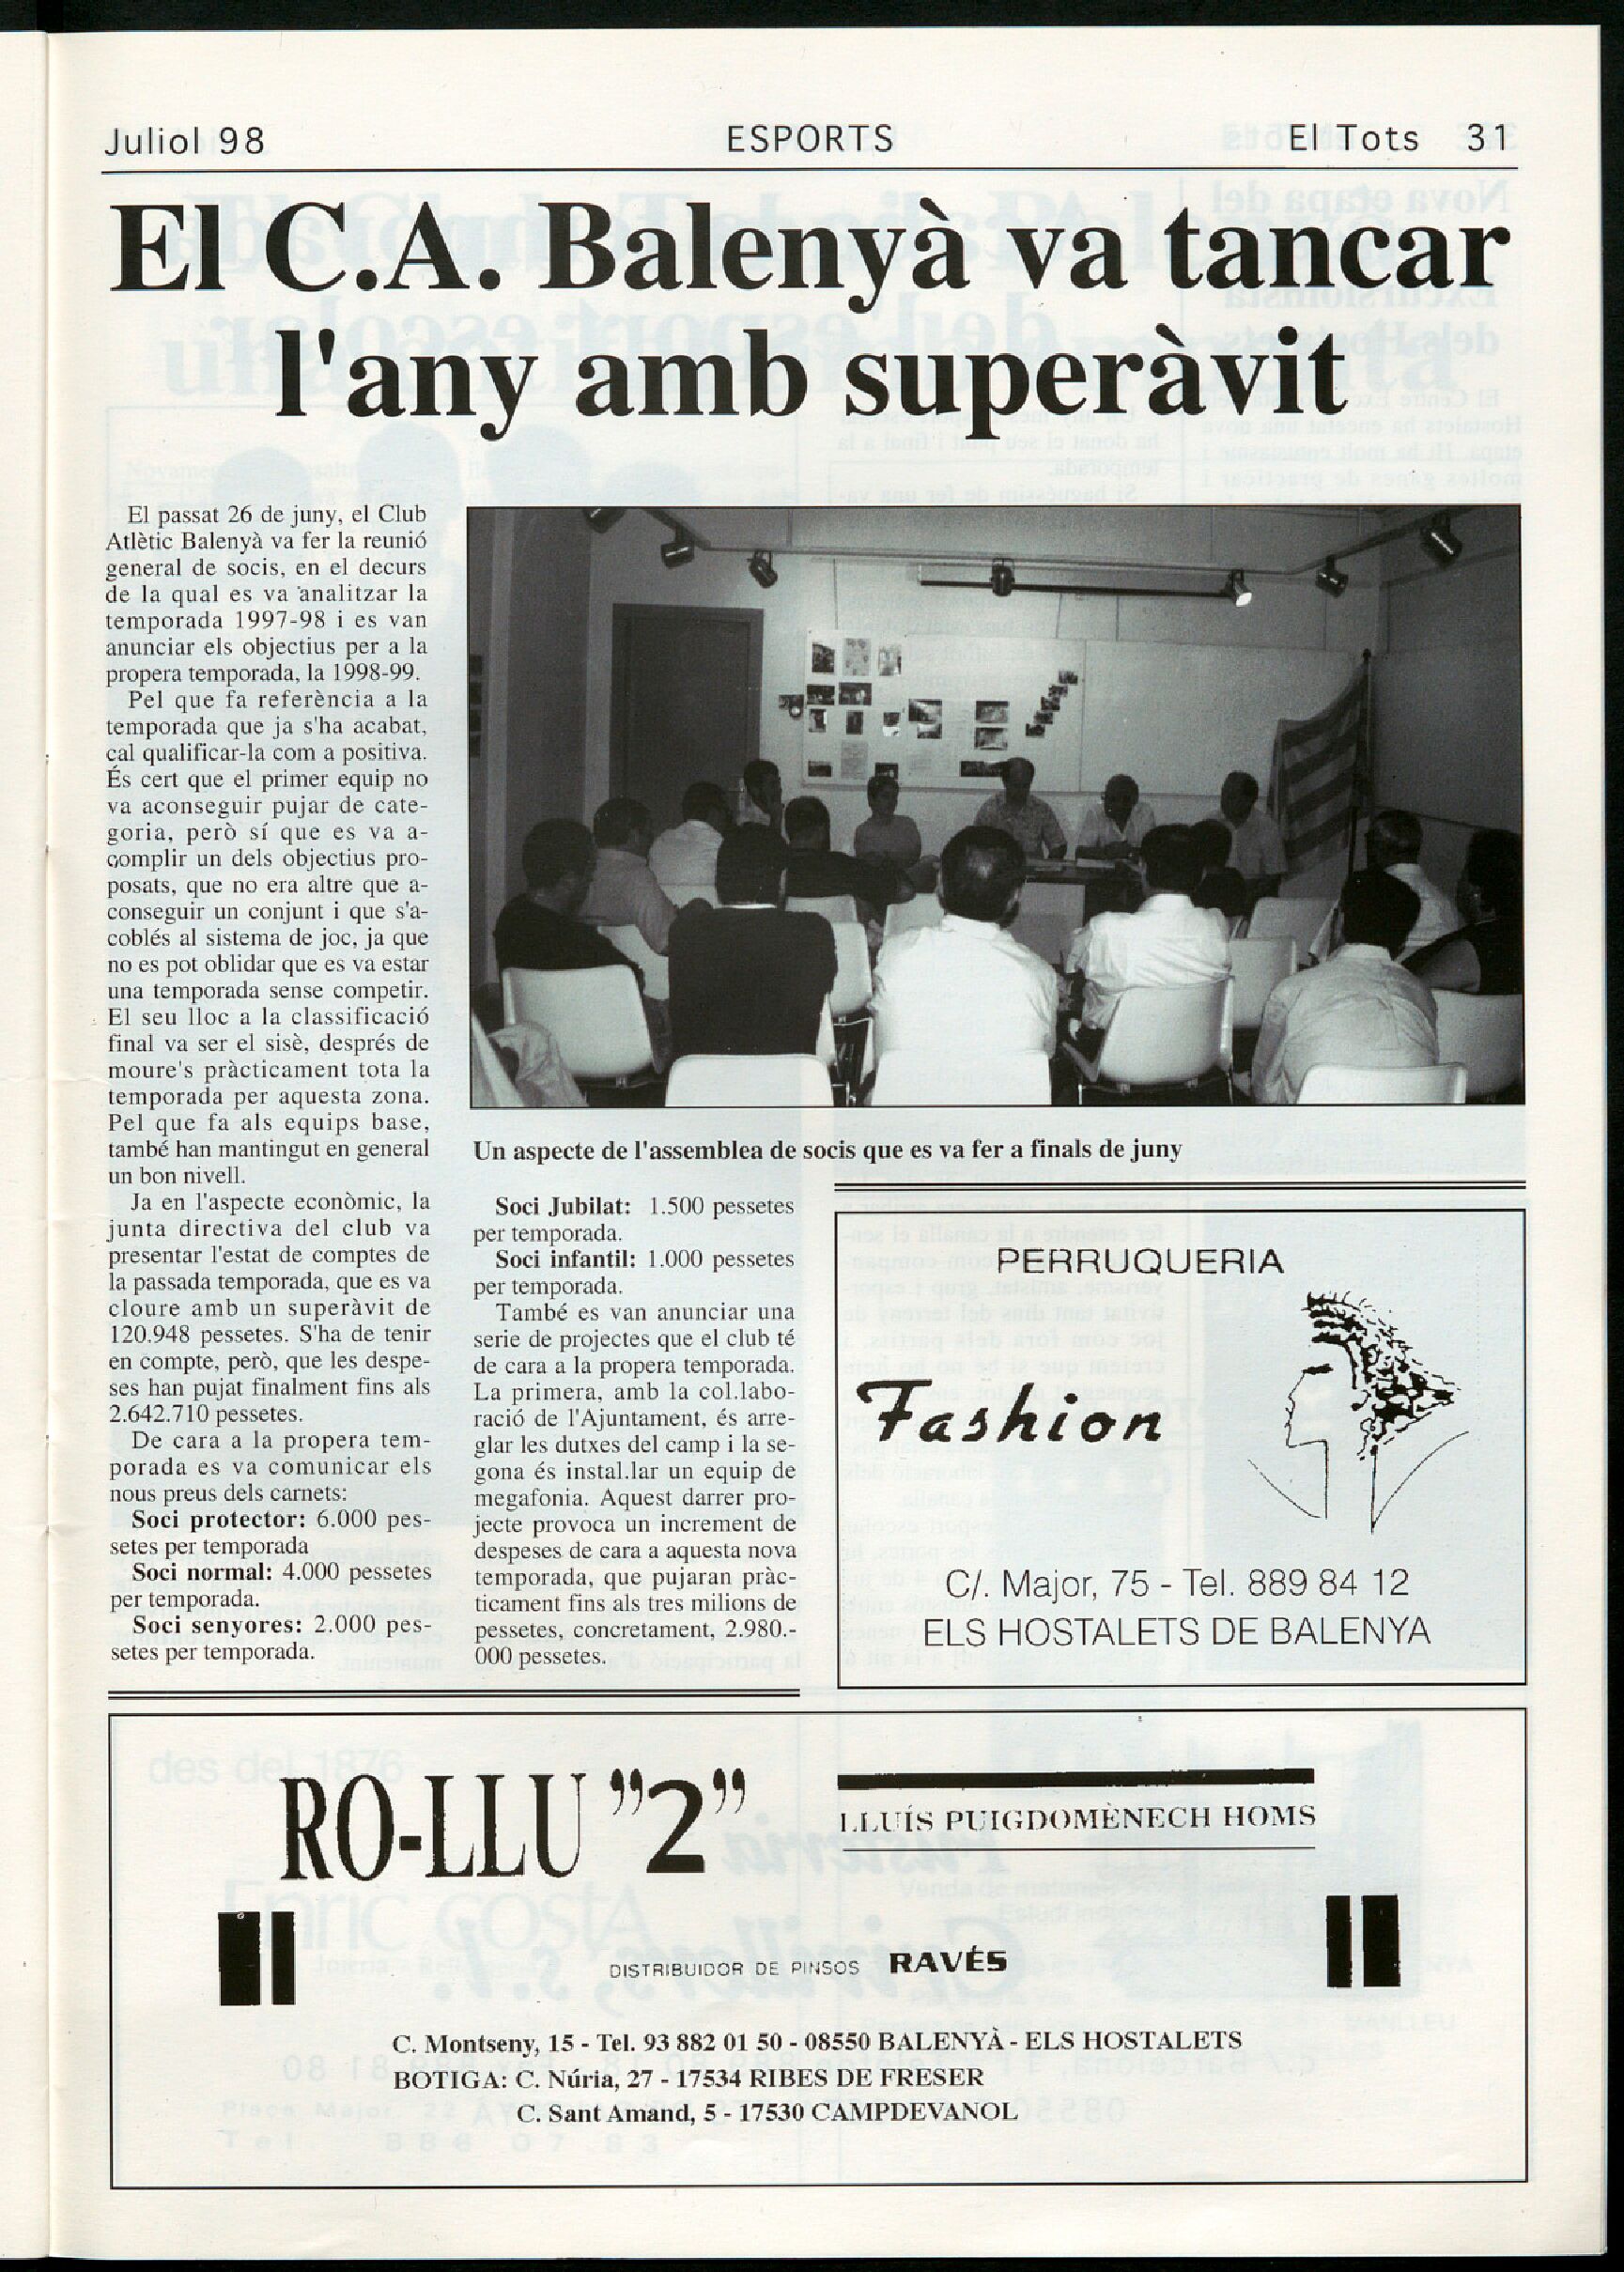 Juliol 98 ESPORTS El Tots 31
El C.A. Balenyà va tancar
l'any amb superàvit
El passat 26 de juny, el Club
Atlètic Balenyà va fer la reunió
general de socis, en el decurs
de la qual es va analitzar la
temporada 1997-98 i es van
anunciar els objectius per a la
propera temporada, la 1998-99.
Pel que fa referència a la
temporada que ja s'ha acabat,
cal qualificar-la com a positiva.
És cert que el primer equip no
va aconseguir pujar de cate-
goria, però sí que es va a-
complir un dels objectius pro-
posats, que no era altre que a-
conseguir un conjunt i que s'a-
coblés al sistema de joc, ja que
no es pot oblidar que es va estar
una temporada sense competir.
El seu lloc a la classificació
final va ser el sisè, després de
moure's pràcticament tota la
temporada per aquesta zona.
Pel que fa als equips base,
també han mantingut en general
un bon nivell.
Ja en l'aspecte econòmic, la
junta directiva del club va
presentar l'estat de comptes de
la passada temporada, que es va
cloure amb un superàvit de
120.948 pessetes. S'ha de tenir
en compte, però, que les despe-
ses han pujat finalment fins als
2.642.710 pessetes.
De cara a la propera tem-
porada es va comunicar els
nous preus dels carnets:
Soci protector: 6.000 pes-
setes per temporada
Soci normal: 4.000 pessetes
per temporada.
Soci senyores: 2.000 pes-
setes per temporada.
Un aspecte de l'assemblea de socis que es va fer a finals de juny
Soci Jubilat: 1.500 pessetes
per temporada.
Soci infantil: 1.000 pessetes
per temporada.
També es van anunciar una
serie de projectes que el club té
de cara a la propera temporada.
La primera, amb la col.labo-
ració de l'Ajuntament, és arre-
glar les dutxes del camp i la se-
gona és instal.lar un equip de
megafonia. Aquest darrer pro-
jecte provoca un increment de
despeses de cara a aquesta nova
temporada, que pujaran pràc-
ticament fins als tres milions de
pessetes, concretament, 2.980.-
000 pessetes.
PERRUQUERIA
Fashion
C/. Major, 75 - Tel. 889 84 12
ELS HOSTALETS DE BALENYA
RO-LLU "2"
LLUÍS PUIGDOMÈNECH HOMS
DISTRIBUIDOR DE PINSOS RAVÉS
C. Montseny, 15 - Tel. 93 882 01 50 - 08550 BALENYÀ - ELS HOSTALETS
BOTIGA: C. Núria, 27 - 17534 RIBES DE FRESER
C. Sant Amand, 5 - 17530 CAMPDEVANOL